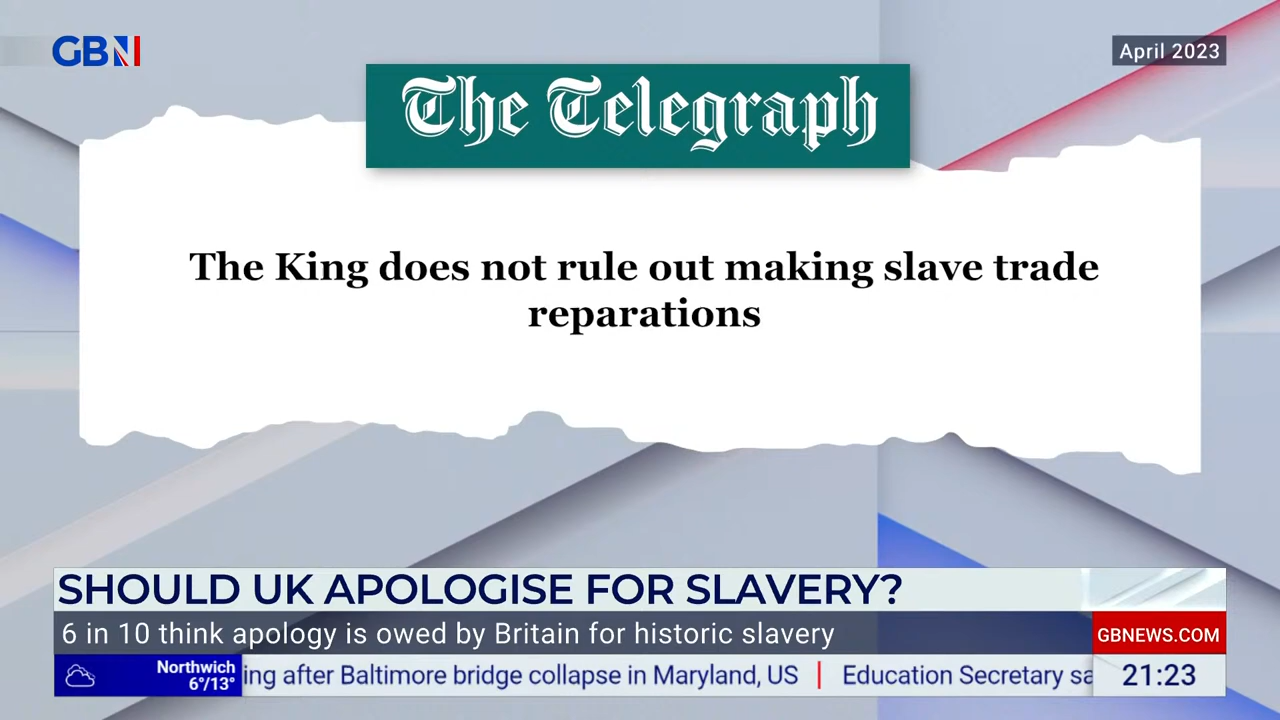 GBN
April 2023
The Telegraph
The King does not rule out making slave trade
reparations
SHOULD UK APOLOGISE FOR SLAVERY?
6 in 10 think apology is owed by Britain for historic slavery
GBNEWS.COM
Northwich
6°/13°
ing after Baltimore bridge collapse in Maryland, US | Education Secretary sa
21:23